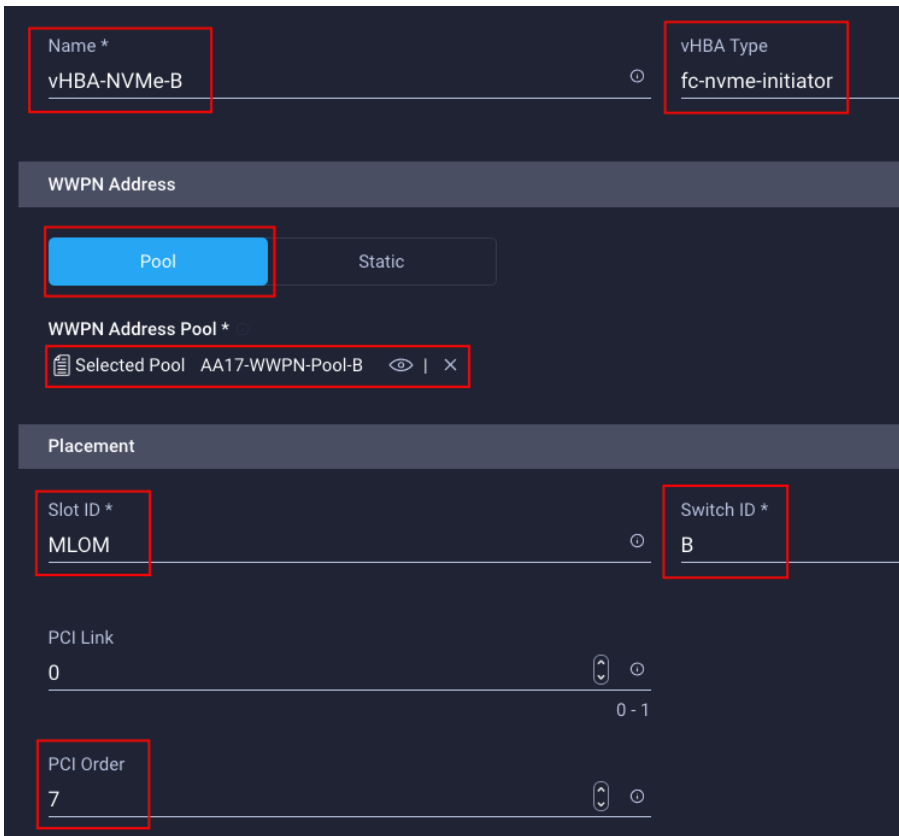 Name *
vHBA Type
vHBA-NVMe-B
fc-nvme-initiator
WWPN Address
Pool
Static
WWPN Address Pool *
Selected Pool AA17-WWPN-Pool-B |
Placement
Slot ID *
Switch ID *
MLOM
B
PCI Link
0
0 - 1
PCI Order
7